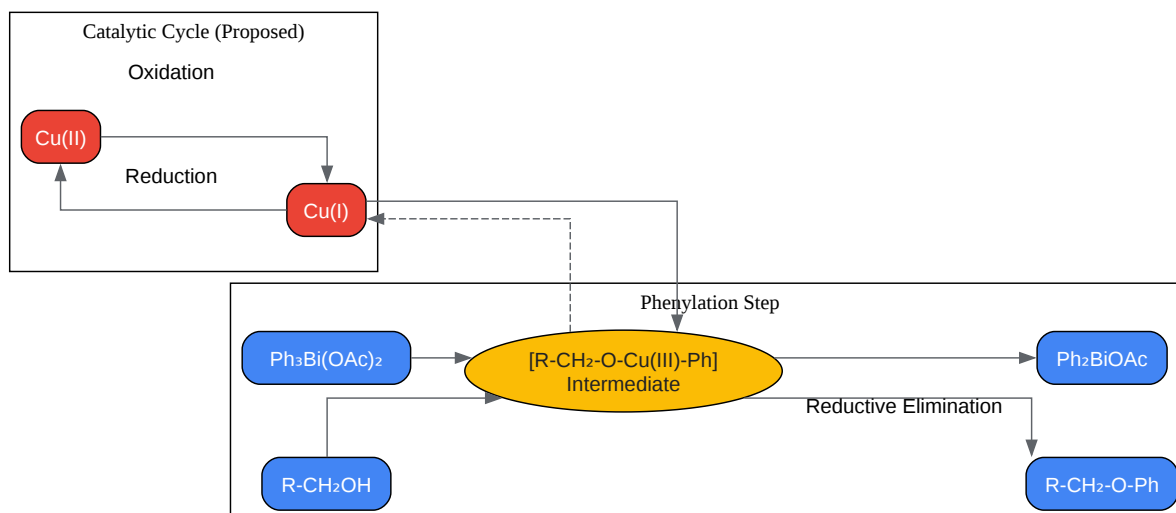 Catalytic Cycle (Proposed)
Oxidation
Cu(II)
Reduction
Cu(I)
Phenylation Step
Ph₃Bi(OAc)₂
[R-CH₂-O-Cu(III)-Ph]
Intermediate
Ph₂BiOAc
Reductive Elimination
R-CH₂OH
R-CH₂-O-Ph